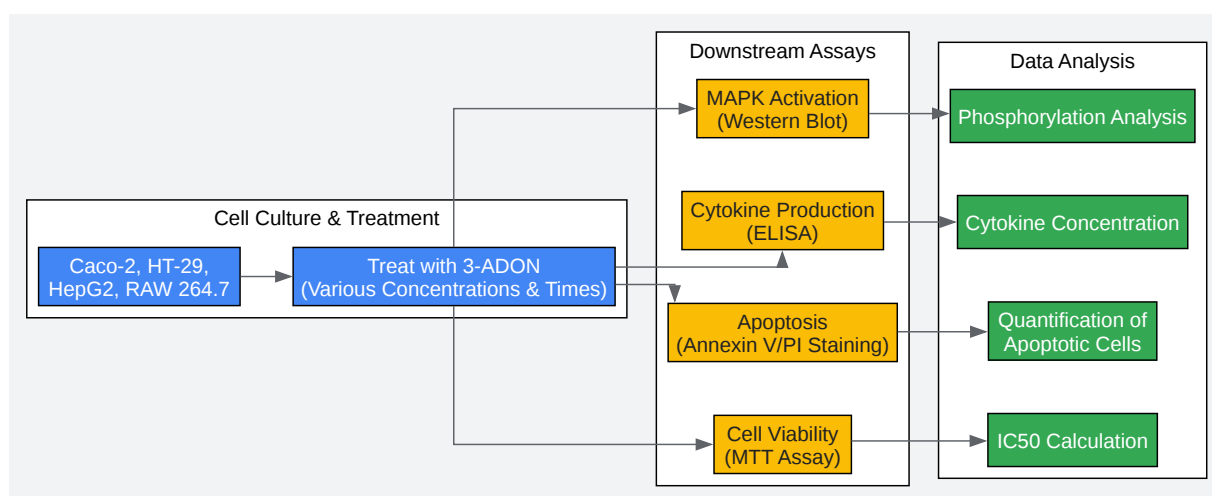 Cell Culture & Treatment
Caco-2, HT-29,
HepG2, RAW 264.7
Treat with 3-ADON
(Various Concentrations & Times)
Downstream Assays
MAPK Activation
(Western Blot)
Cytokine Production
(ELISA)
Apoptosis
(Annexin V/PI Staining)
Cell Viability
(MTT Assay)
Data Analysis
Phosphorylation Analysis
Cytokine Concentration
Quantification of
Apoptotic Cells
IC50 Calculation